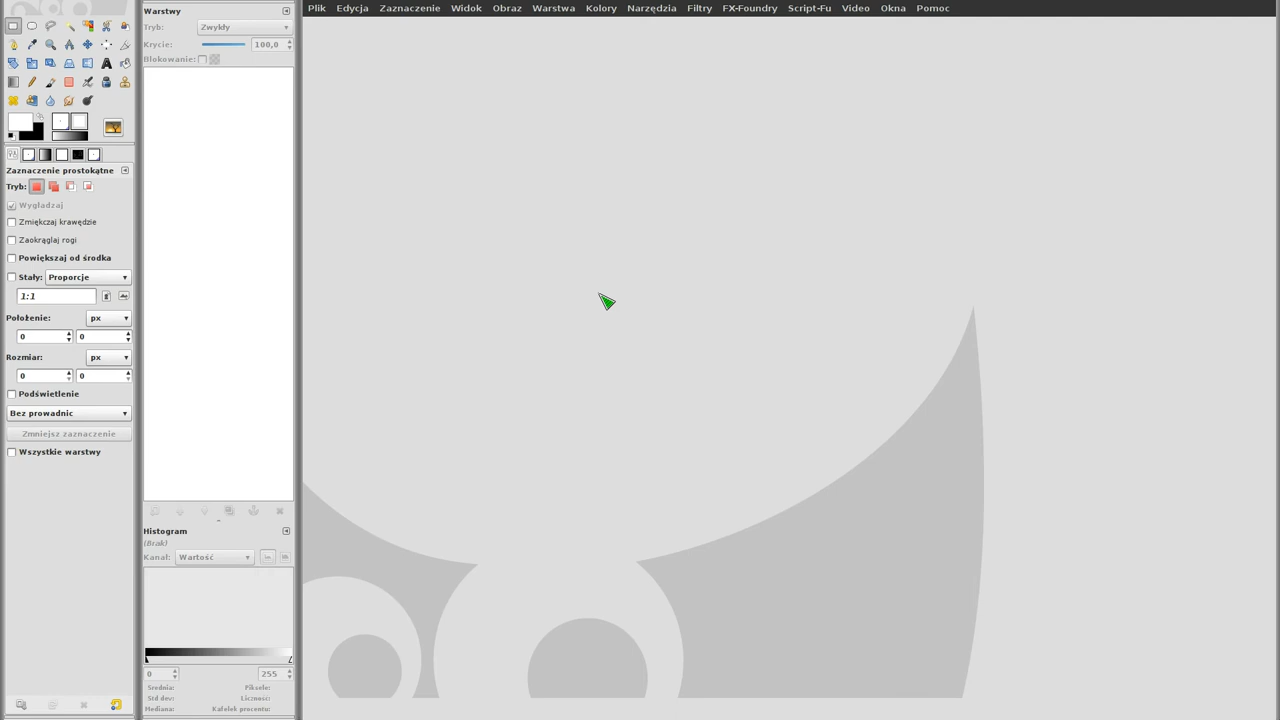 Plik Edycja Zaznaczenie Widok Obraz Warstwa Kolory Narzędzia Filtry FX-Foundry Script-Fu Video Okna Pomoc
Zaznaczenie prostokątne
Tryb:
Wygładzaj
Zmiękczaj krawędzie
Zaokrąglaj rogi
Powiększaj od środka
Stały: Proporcje
1:1
Położenie: px
0 0
Rozmiar: px
0 0
Podświetlenie
Bez prowadnic
Zmniejsz zaznaczenie
Wszystkie warstwy
Warstwy
Tryb: Zwykły
Krycie: 100,0
Blokowanie:
Histogram
(Brak)
Kanał: Wartość
0 255
Średnia: Piksele:
Std dev: Liczność:
Mediana: Kafelek procentu: